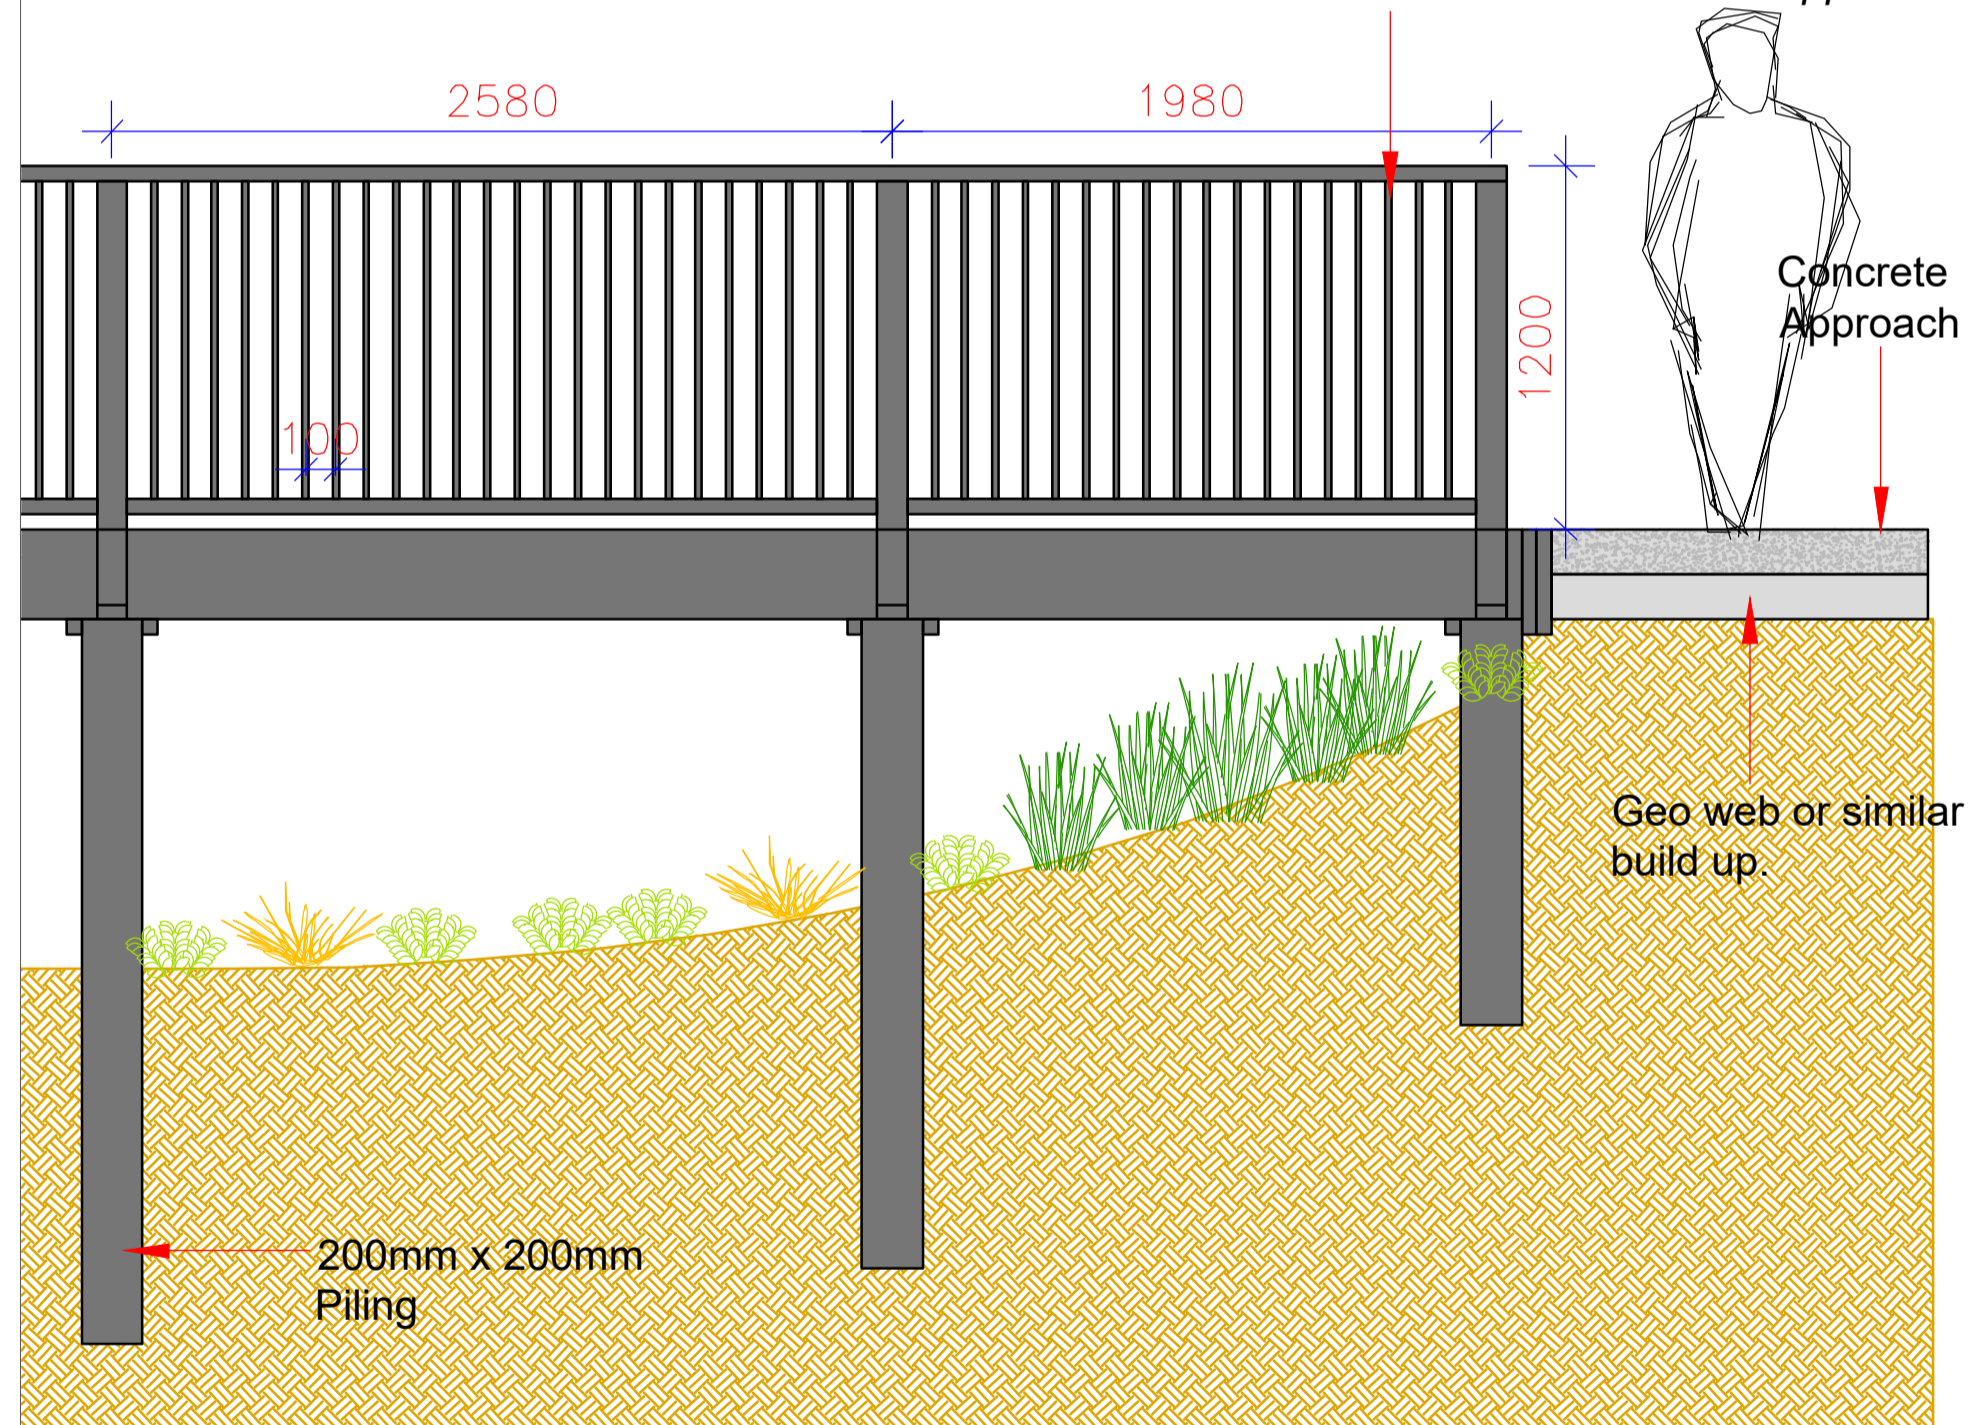 2580
1980
Concrete
Approach
1200
100
Geo web or similar
build up.
200mm x 200mm
Piling